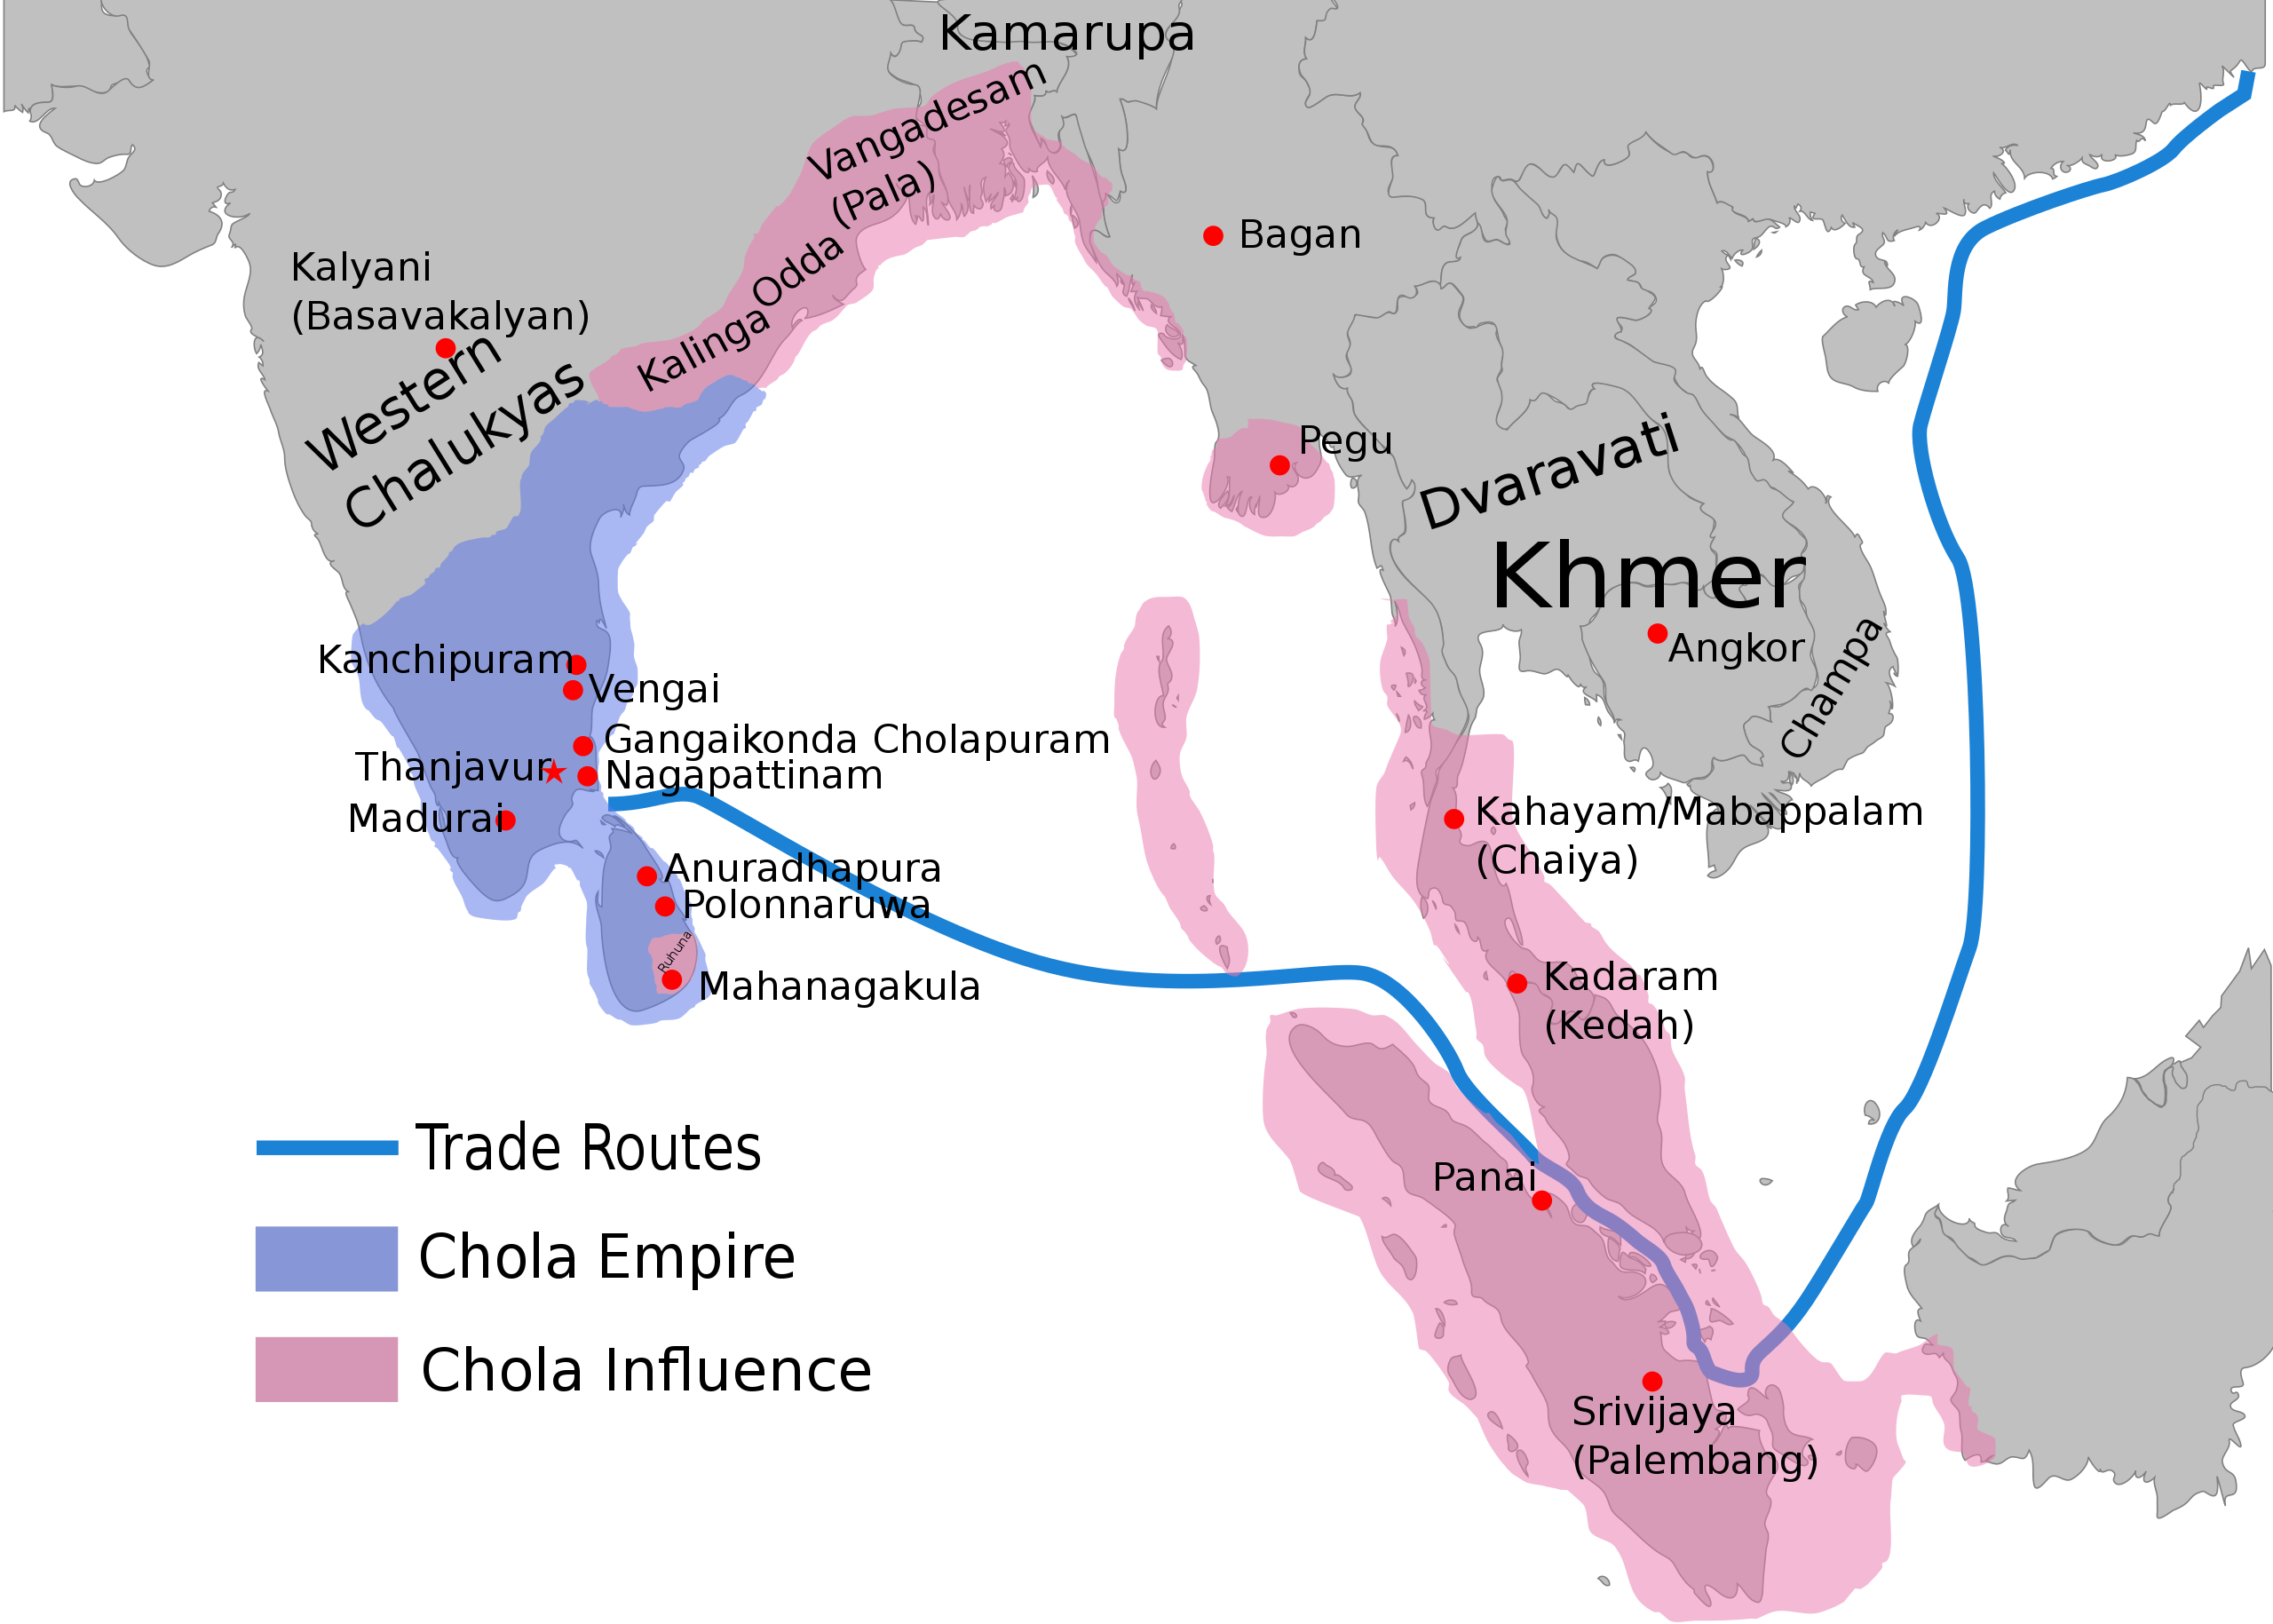 Kamarupa
Vangadesam
(Pala)
Odda
Kalinga
Bagan
Kalyani
(Basavakalyan)
Western
Chalukyas
Pegu
Dvaravati
Khmer
Angkor
Champa
Kanchipuram
Vengai
Gangaikonda Cholapuram
Thanjavur
Nagapattinam
Madurai
Kahayam/Mabappalam
(Chaiya)
Anuradhapura
Polonnaruwa
Ruhuna
Mahanagakula
Kadaram
(Kedah)
Trade Routes
Panai
Chola Empire
Chola Influence
Srivijaya
(Palembang)